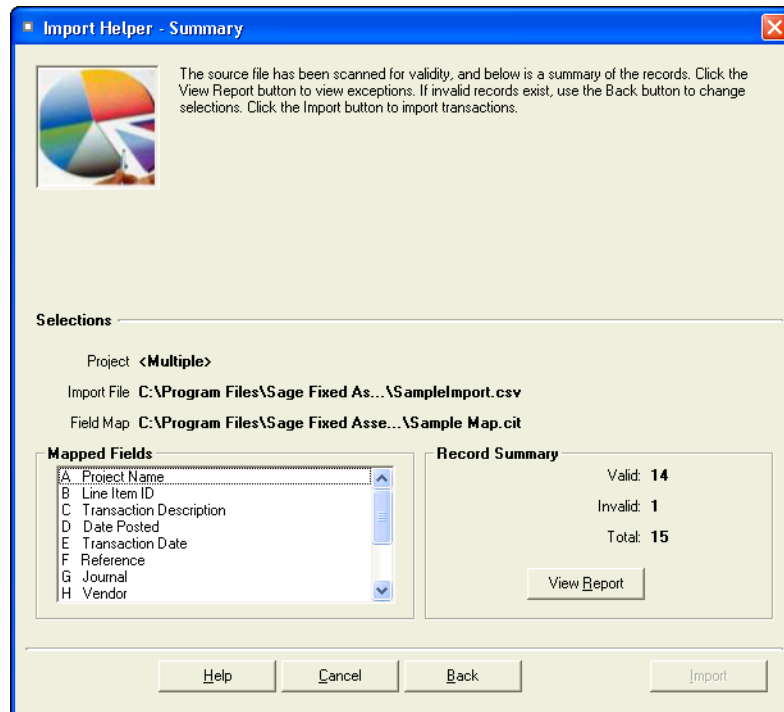 Import Helper - Summary
The source file has been scanned for validity, and below is a summary of the records. Click the
View Report button to view exceptions. If invalid records exist, use the Back button to change
selections. Click the Import button to import transactions.
Selections
Project <Multiple>
Import File C:\Program Files\Sage Fixed As...\SampleImport.csv
Field Map C:\Program Files\Sage Fixed Asse...\Sample Map.cit
Mapped Fields
A Project Name
B Line Item ID
C Transaction Description
D Date Posted
E Transaction Date
F Reference
G Journal
H Vendor
Record Summary
Valid: 14
Invalid: 1
Total: 15
View Report
Help Cancel Back Import